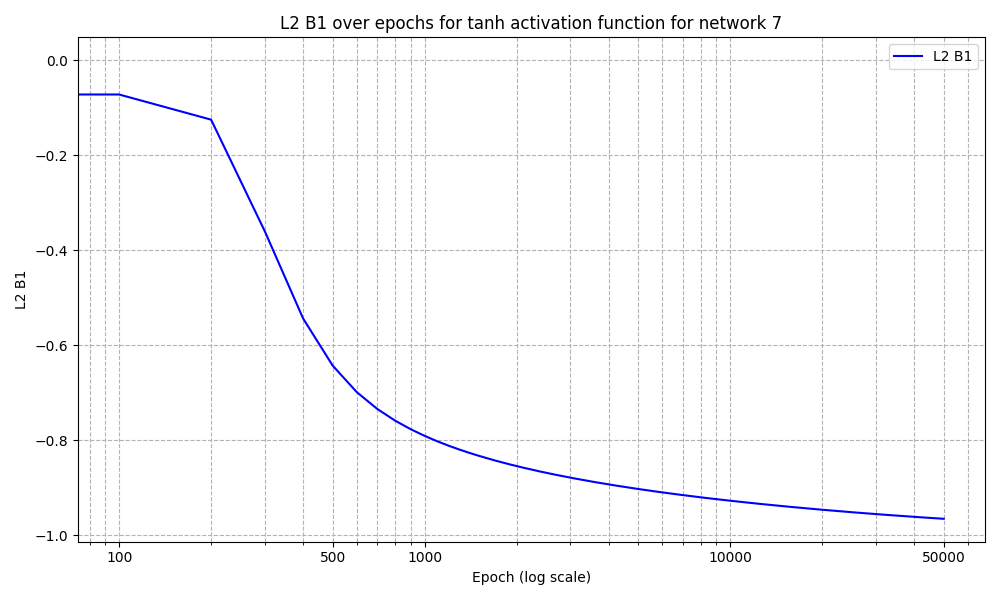 L2 B1 over epochs for tanh activation function for network 7
L2 B1
0.0
−0.2
−0.4
−0.6
−0.8
−1.0
L2 B1
100
500
1000
10000
50000
Epoch (log scale)